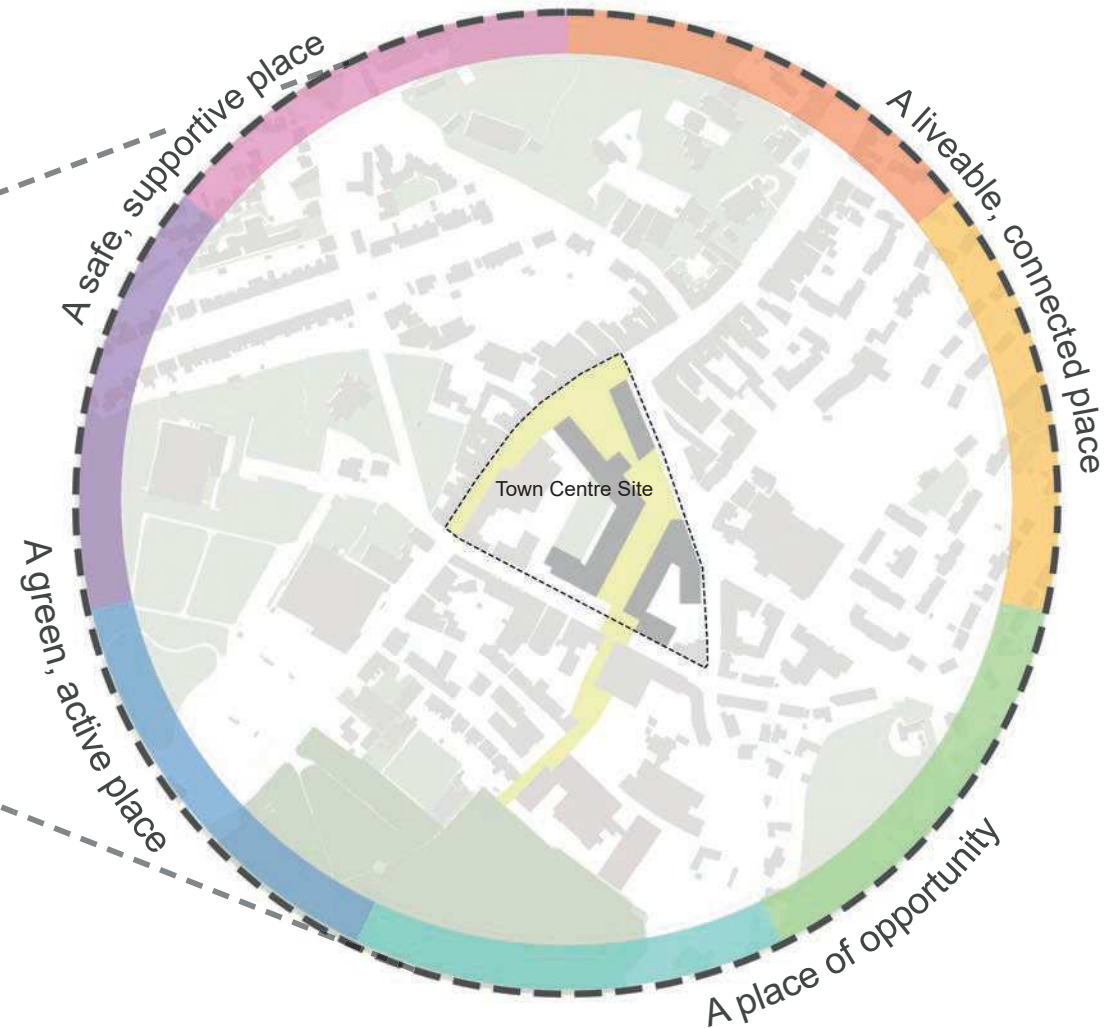 A safe, supportive place
A liveable, connected place
Town Centre Site
A green, active place
A place of opportunity